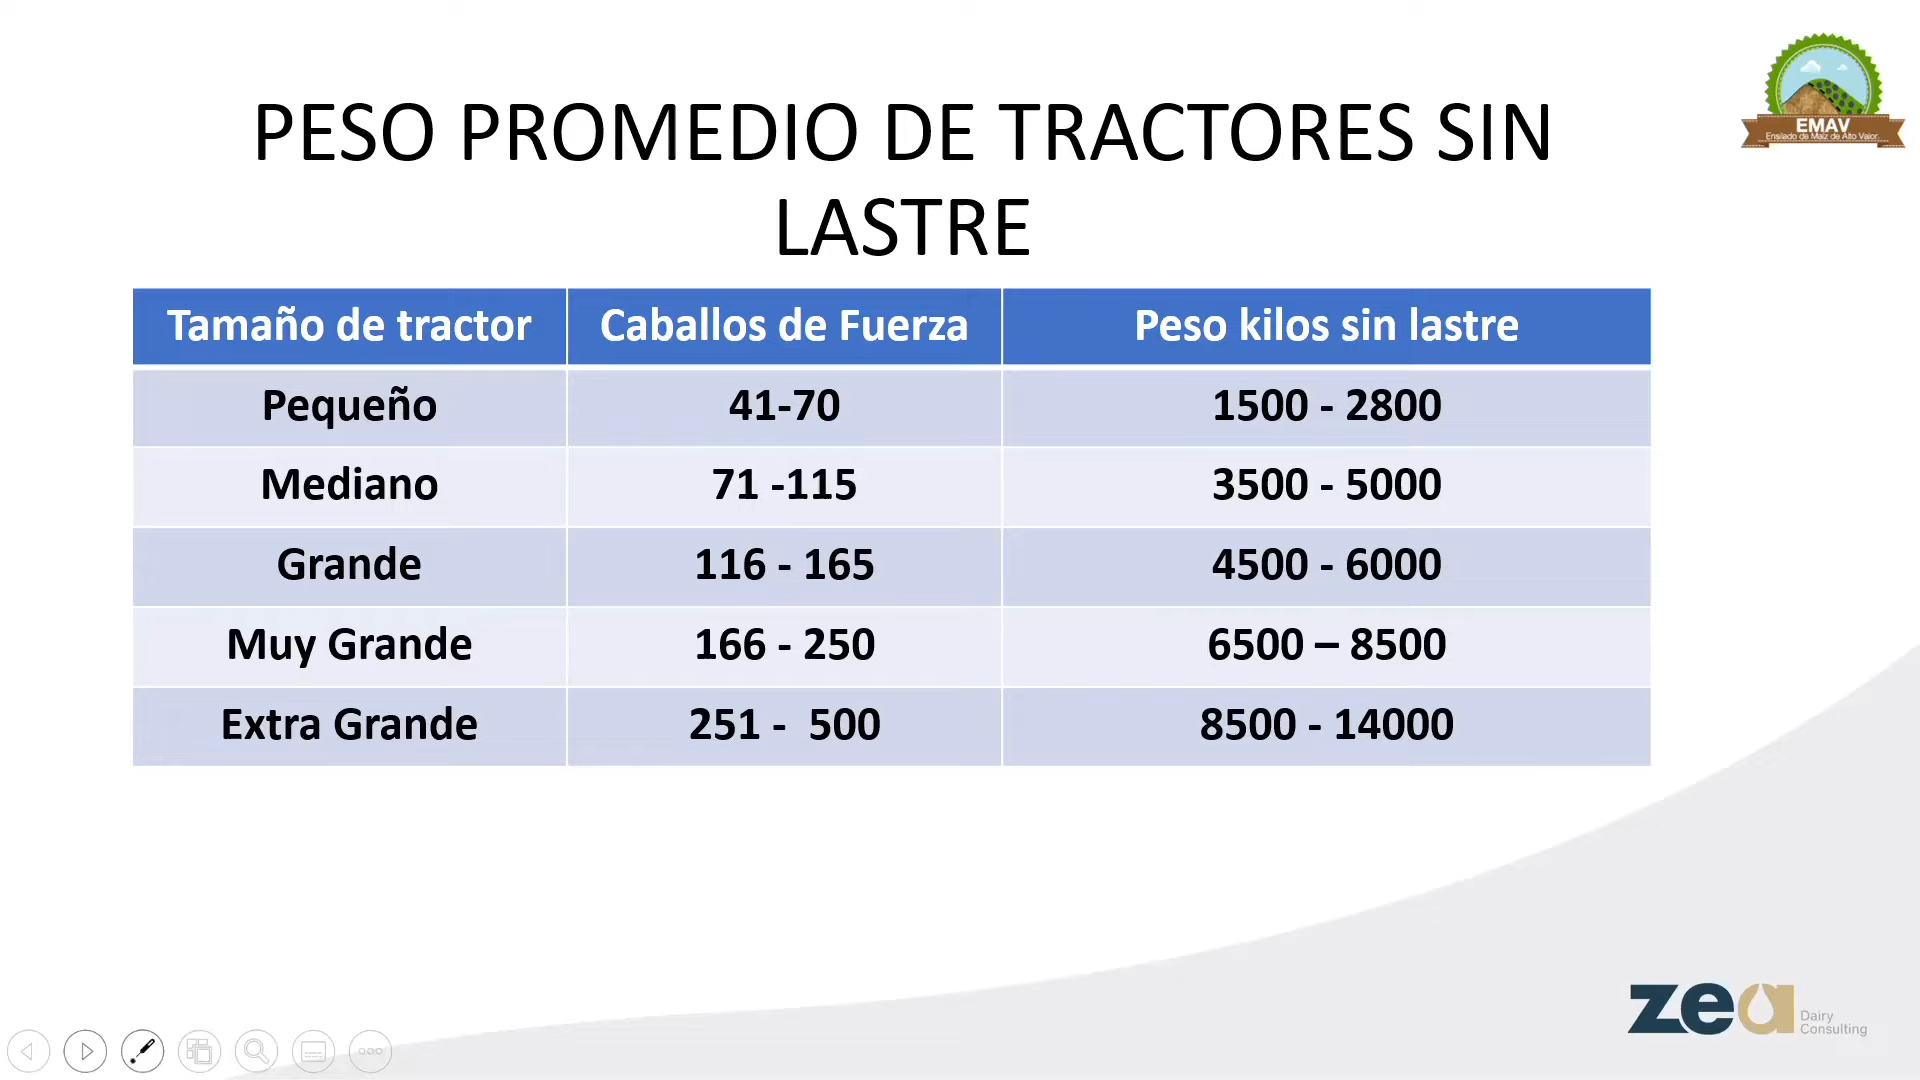 PESO PROMEDIO DE TRACTORES SIN
LASTRE
Tamaño de tractor Caballos de Fuerza Peso kilos sin lastre
Pequeño 41-70 1500 - 2800
Mediano 71 -115 3500 - 5000
Grande 116 - 165 4500 - 6000
Muy Grande 166 - 250 6500 – 8500
Extra Grande 251 -  500 8500 - 14000
EMAV
Ensilado de Maíz de Alto Valor.
zea Dairy
Consulting